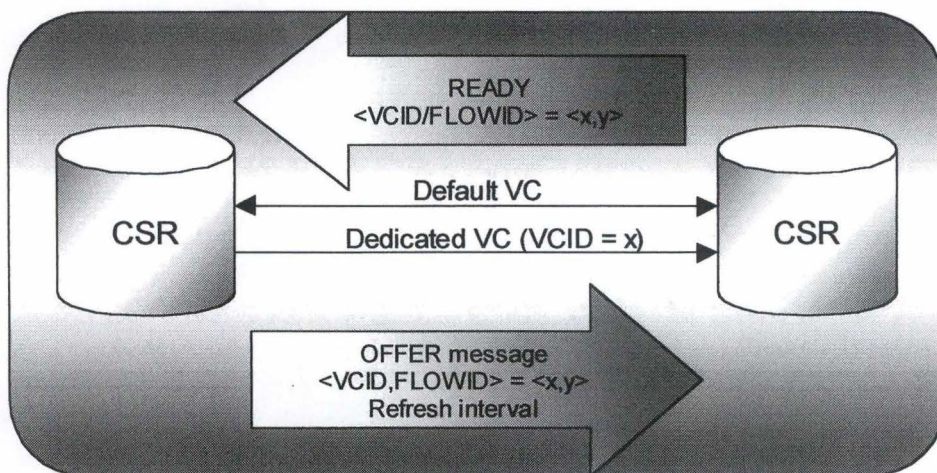 READY
<VCID/FLOWID> = <x,y>
Default VC
CSR
Dedicated VC (VCID = x)
CSR
OFFER message
<VCID,FLOWID> = <x,y>
Refresh interval